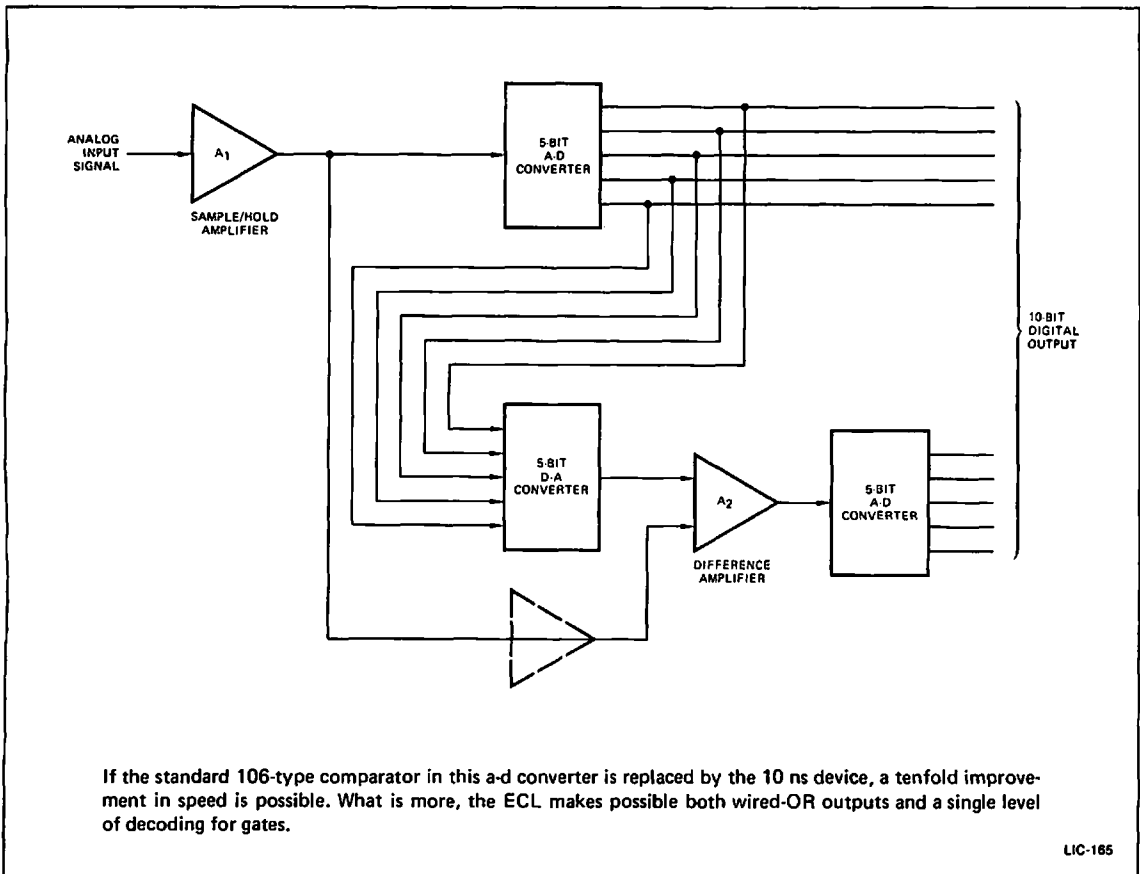 ANALOG
INPUT
SIGNAL
A1
SAMPLE/HOLD
AMPLIFIER
5-BIT
A-D
CONVERTER
10-BIT
DIGITAL
OUTPUT
5-BIT
D-A
CONVERTER
A2
DIFFERENCE
AMPLIFIER
5-BIT
A-D
CONVERTER
If the standard 106-type comparator in this a-d converter is replaced by the 10 ns device, a tenfold improve-
ment in speed is possible. What is more, the ECL makes possible both wired-OR outputs and a single level
of decoding for gates.
LIC-165